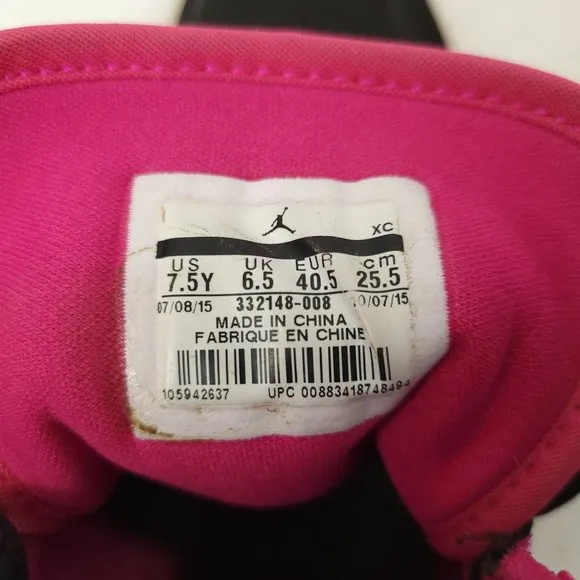 XC
US UK EUR cm
7.5Y 6.5 40.5 25.5
07/08/15 332148-008 10/07/15
MADE IN CHINA
FABRIQUE EN CHINE
105942637 UPC 00883418748494